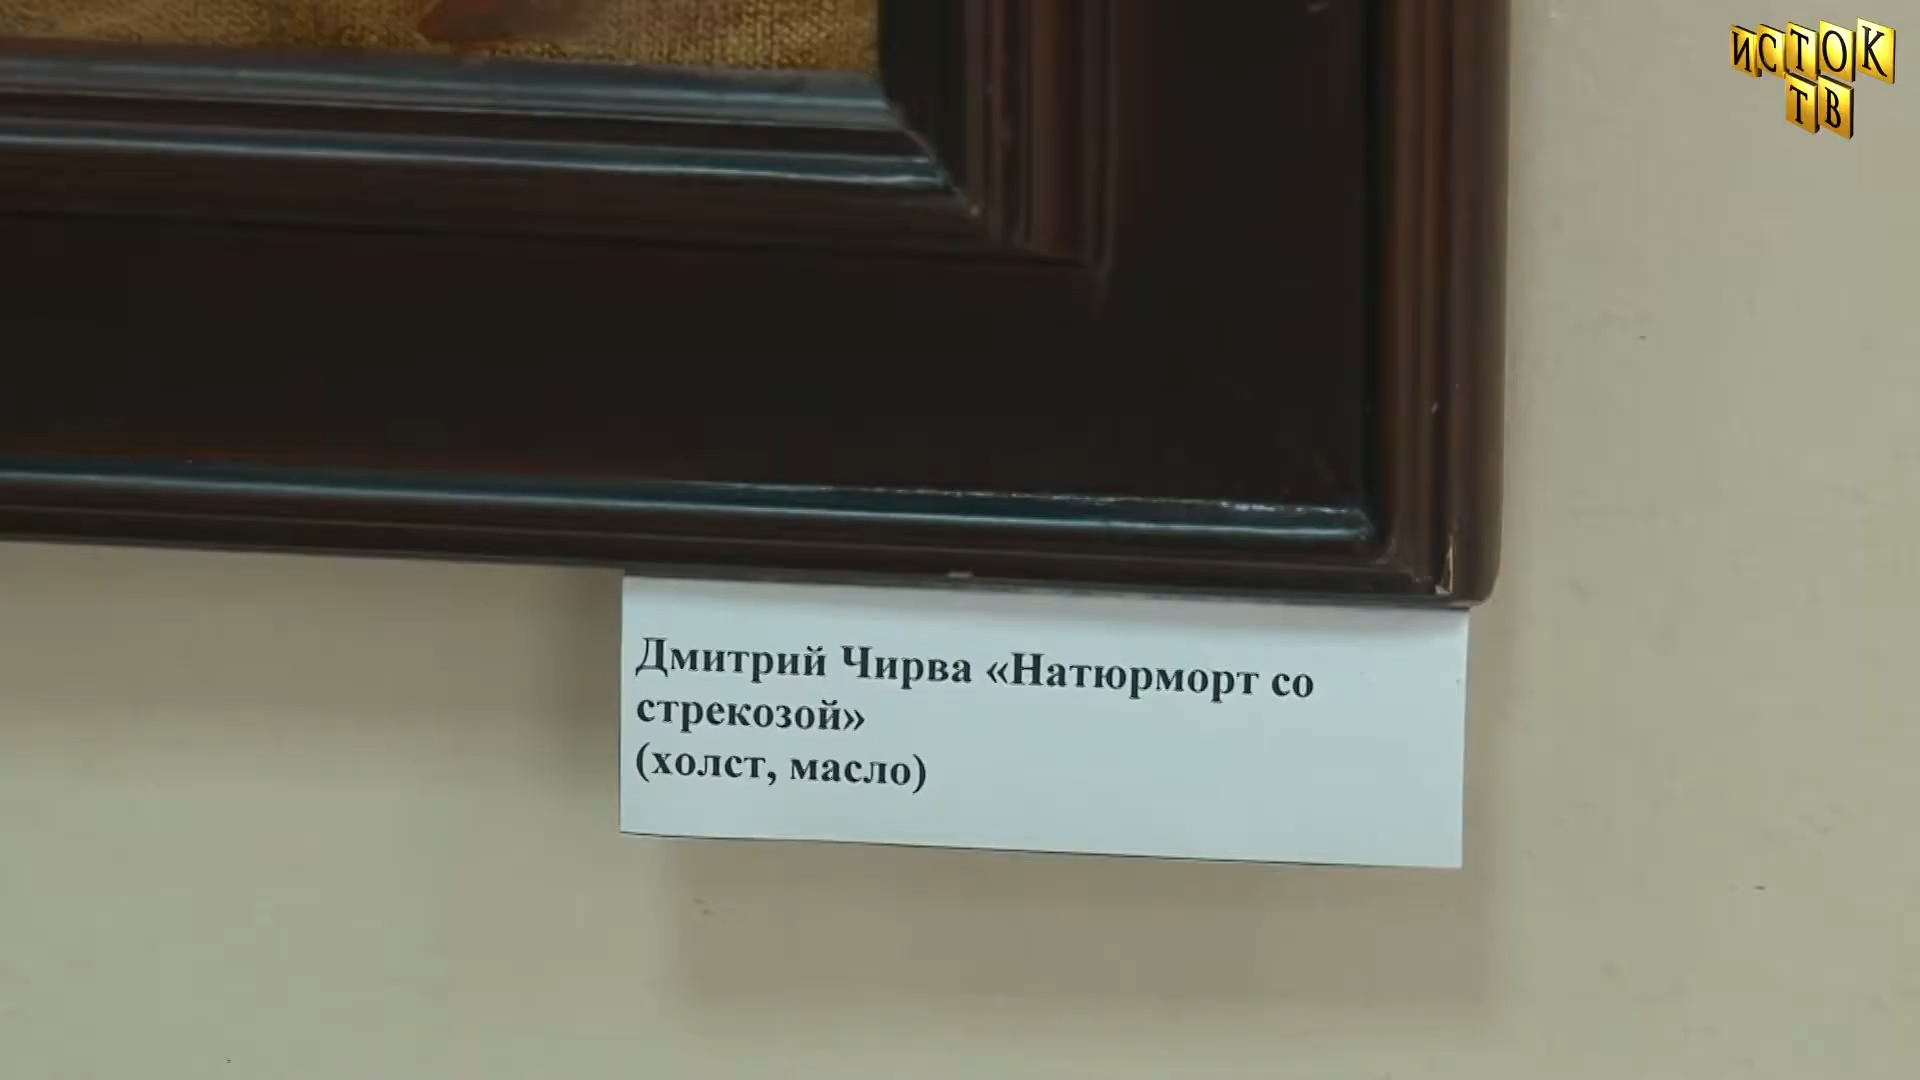 ИСТОК
ТВ
Дмитрий Чирва «Натюрморт со
стрекозой»
(холст, масло)